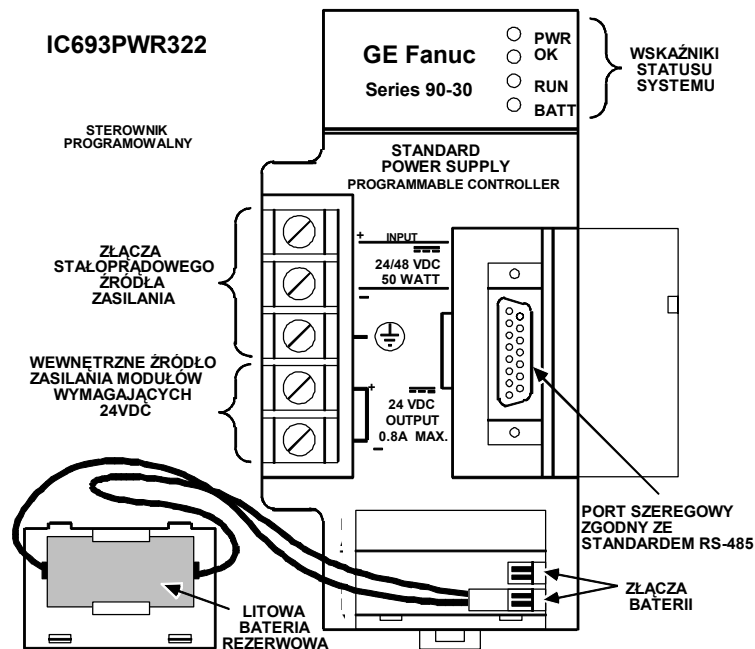 IC693PWR322
GE Fanuc
Series 90-30
PWR
OK
RUN
BATT
WSKAŹNIKI
STATUSU
SYSTEMU
STEROWNIK
PROGRAMOWALNY
STANDARD
POWER SUPPLY
PROGRAMMABLE CONTROLLER
ZŁĄCZA
STAŁOPRĄDOWEGO
ŹRÓDŁA
ZASILANIA
+ INPUT
24/48 VDC
50 WATT
–
WEWNĘTRZNE ŹRÓDŁO
ZASILANIA MODUŁÓW
WYMAGAJĄCYCH
24VDC
+
24 VDC
OUTPUT
0.8A MAX.
–
PORT SZEREGOWY
ZGODNY ZE
STANDARDEM RS-485
ZŁĄCZA
BATERII
LITOWA
BATERIA
REZERWOWA